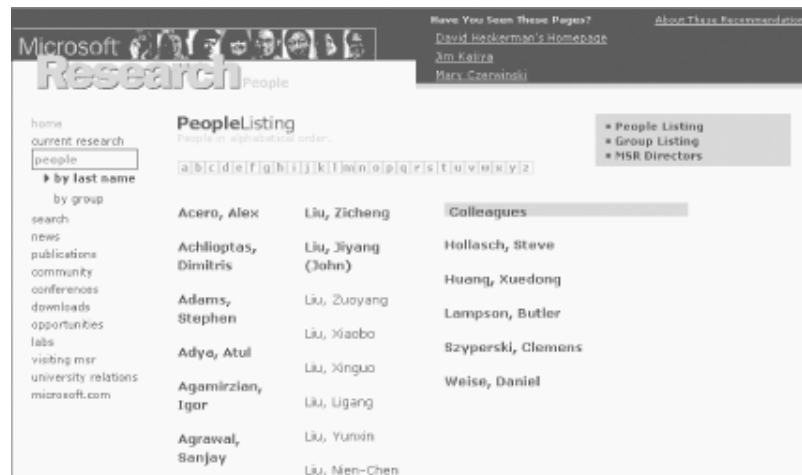 Microsoft
Research
People
Have You Seen These Pages?
David Heckerman's Homepage
Jim Kajiya
Mary Czerwinski
About These Recommendation
home
current research
people
by last name
by group
search
news
publications
community
conferences
downloads
opportunities
labs
visiting msr
university relations
microsoft.com
PeopleListing
People in alphabetical order.
a|b|c|d|e|f|g|h|i|j|k|l|m|n|o|p|q|r|s|t|u|v|w|x|y|z
People Listing
Group Listing
MSR Directors
Acero, Alex
Achlioptas,
Dimitris
Adams,
Stephen
Adya, Atul
Agamirzian,
Igor
Agrawal,
Sanjay
Liu, Zicheng
Liu, Jiyang
(John)
Liu, Zuoyang
Liu, Xiaobo
Liu, Xinguo
Liu, Ligang
Liu, Yunxin
Liu, Nien-Chen
Colleagues
Hollasch, Steve
Huang, Xuedong
Lampson, Butler
Szyperski, Clemens
Weise, Daniel